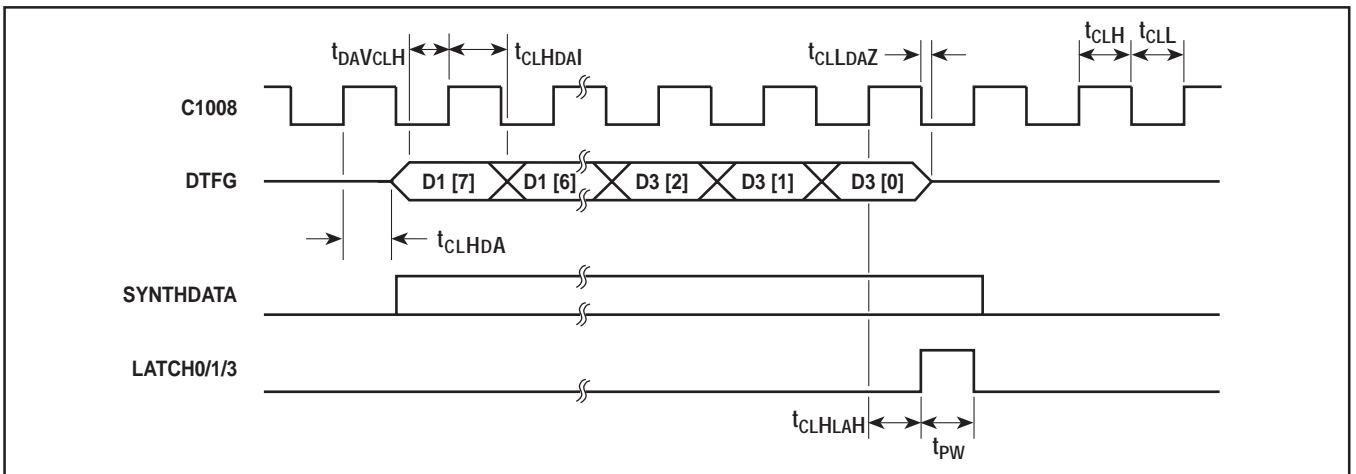 tDAVCLH tCLHDAI tCLLDAZ tCLH tCLL
C1008
DTFG D1 [7] D1 [6] D3 [2] D3 [1] D3 [0]
tCLHDA
SYNTHDATA
LATCH0/1/3
tCLHLAH tPW